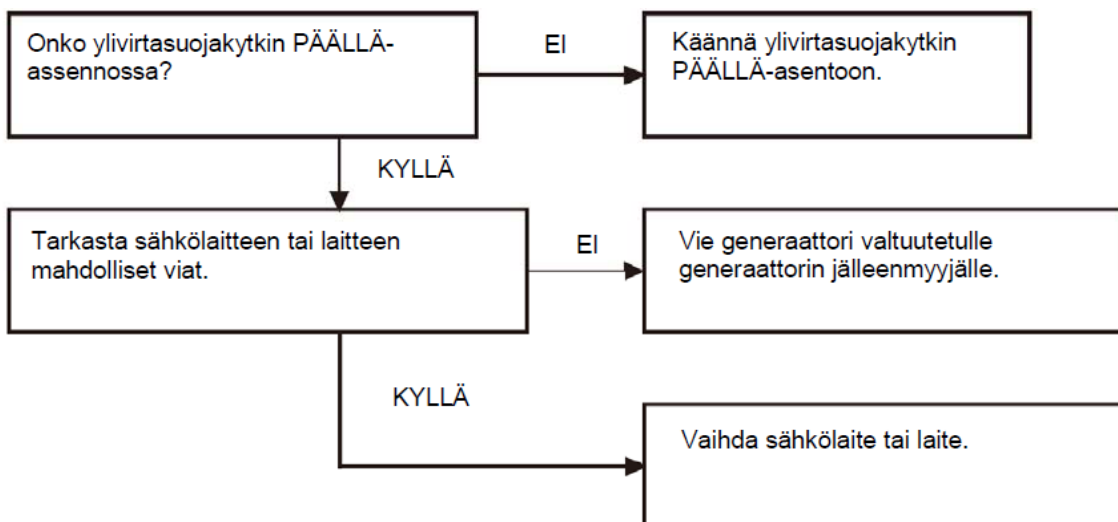 Onko ylivirtasuojakytkin PÄÄLLÄ-
assennossa?
EI
Käännä ylivirtasuojakytkin
PÄÄLLÄ-asentoon.
KYLLÄ
Tarkasta sähkölaitteen tai laitteen
mahdolliset viat.
EI
Vie generaattori valtuutetulle
generaattorin jälleenmyyjälle.
KYLLÄ
Vaihda sähkölaite tai laite.